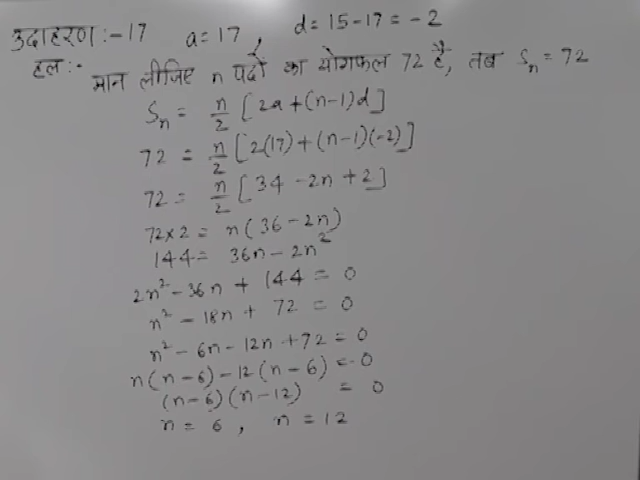 उदाहरण :- 17 a = 17, d = 15 - 17 = - 2
हल :- मान लीजिए n पदों का योगफल 72 है, तब Sn = 72
Sn = n/2 [2a + (n-1)d]
72 = n/2 [2(17) + (n-1)(-2)]
72 = n/2 [34 - 2n + 2]
72×2 = n(36 - 2n)
144 = 36n - 2n²
2n² - 36n + 144 = 0
n² - 18n + 72 = 0
n² - 6n - 12n + 72 = 0
n(n-6) - 12(n-6) = 0
(n-6)(n-12) = 0
n = 6, n = 12